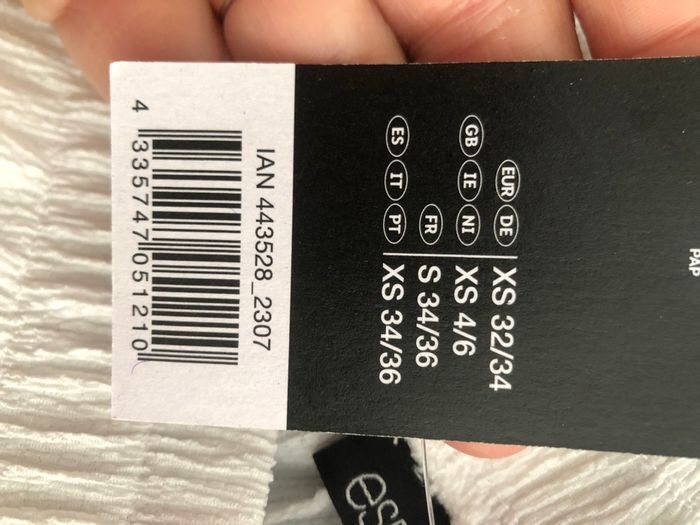 PAP
EUR DE XS 32/34
GB IE NI XS 4/6
FR S 34/36
ES IT PT XS 34/36
IAN 443528_2307
4 335747 051210